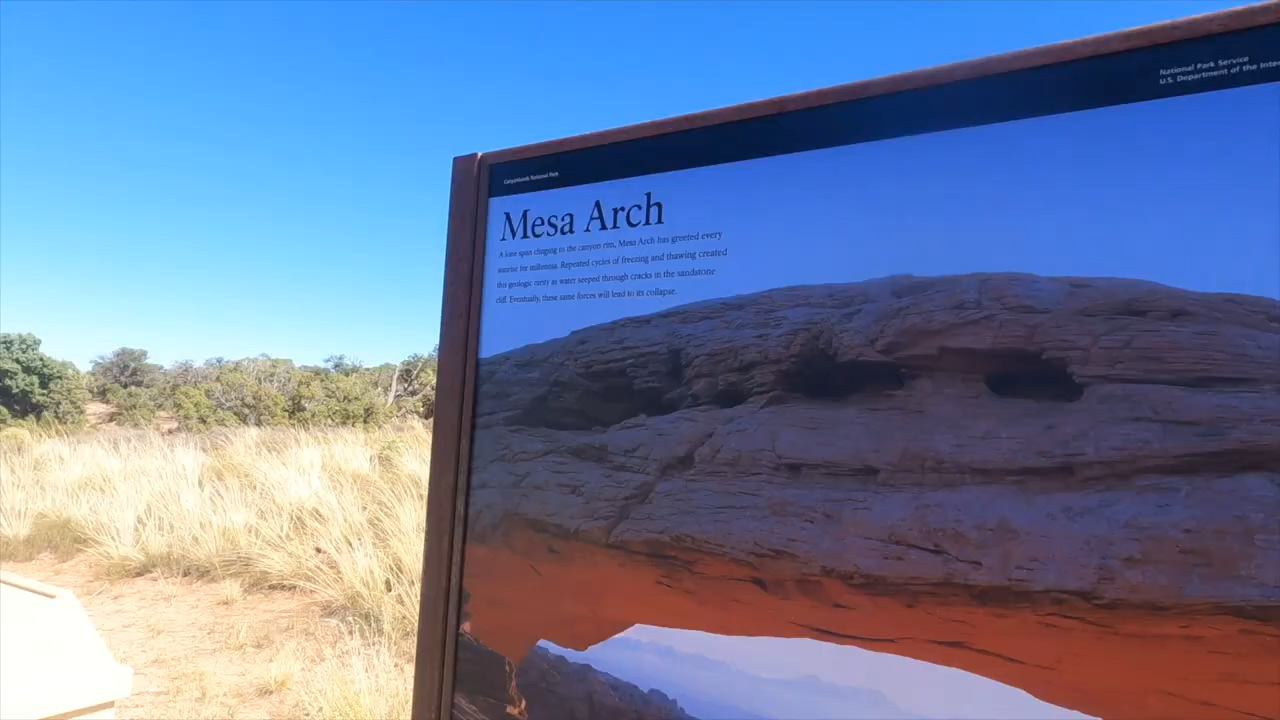 National Park Service
U.S. Department of the Inte
Canyonlands National Park
Mesa Arch
A lone span clinging to the canyon rim, Mesa Arch has greeted every
sunrise for millennia. Repeated cycles of freezing and thawing created
this geologic rarity as water seeped through cracks in the sandstone
cliff. Eventually, these same forces will lead to its collapse.